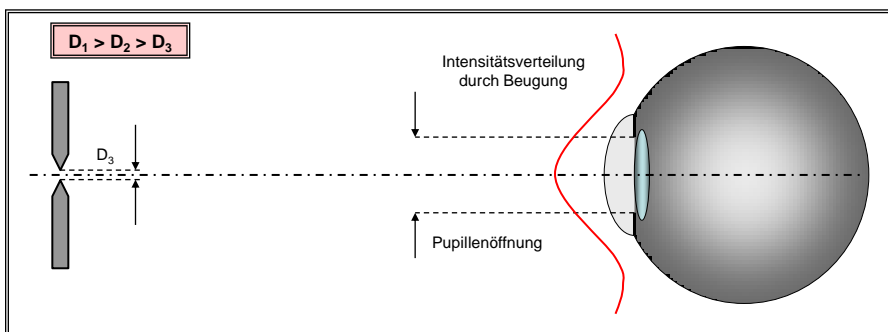 D₁ > D₂ > D₃
Intensitätsverteilung
durch Beugung
D₃
Pupillenöffnung